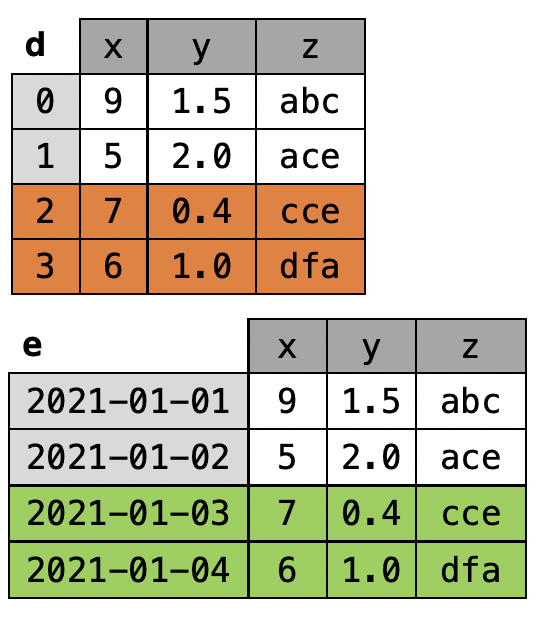 d x y z
0 9 1.5 abc
1 5 2.0 ace
2 7 0.4 cce
3 6 1.0 dfa
e x y z
2021-01-01 9 1.5 abc
2021-01-02 5 2.0 ace
2021-01-03 7 0.4 cce
2021-01-04 6 1.0 dfa